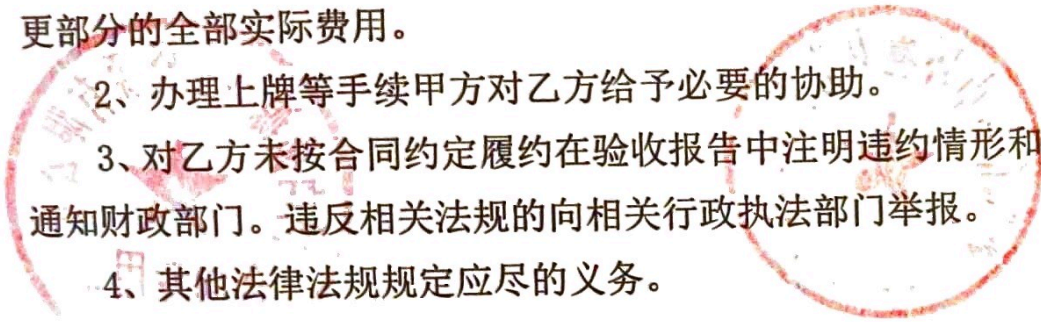 更部分的全部实际费用。
2、办理上牌等手续甲方对乙方给予必要的协助。
3、对乙方未按合同约定履约在验收报告中注明违约情形和
通知财政部门。违反相关法规的向相关行政执法部门举报。
4、其他法律法规规定应尽的义务。